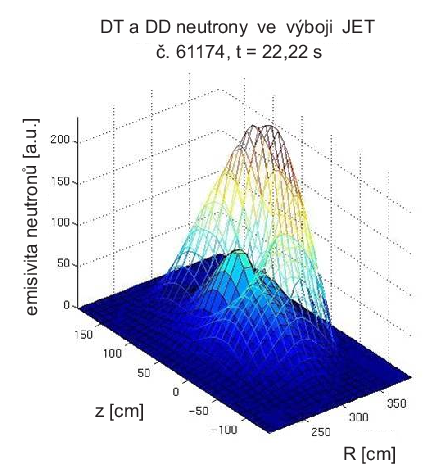 DT a DD neutrony ve výboji JET
č. 61174, t = 22,22 s
emisivita neutronů [a.u.]
200
150
100
50
0
150
100
50
0
−50
−100
z [cm]
250
300
350
R [cm]